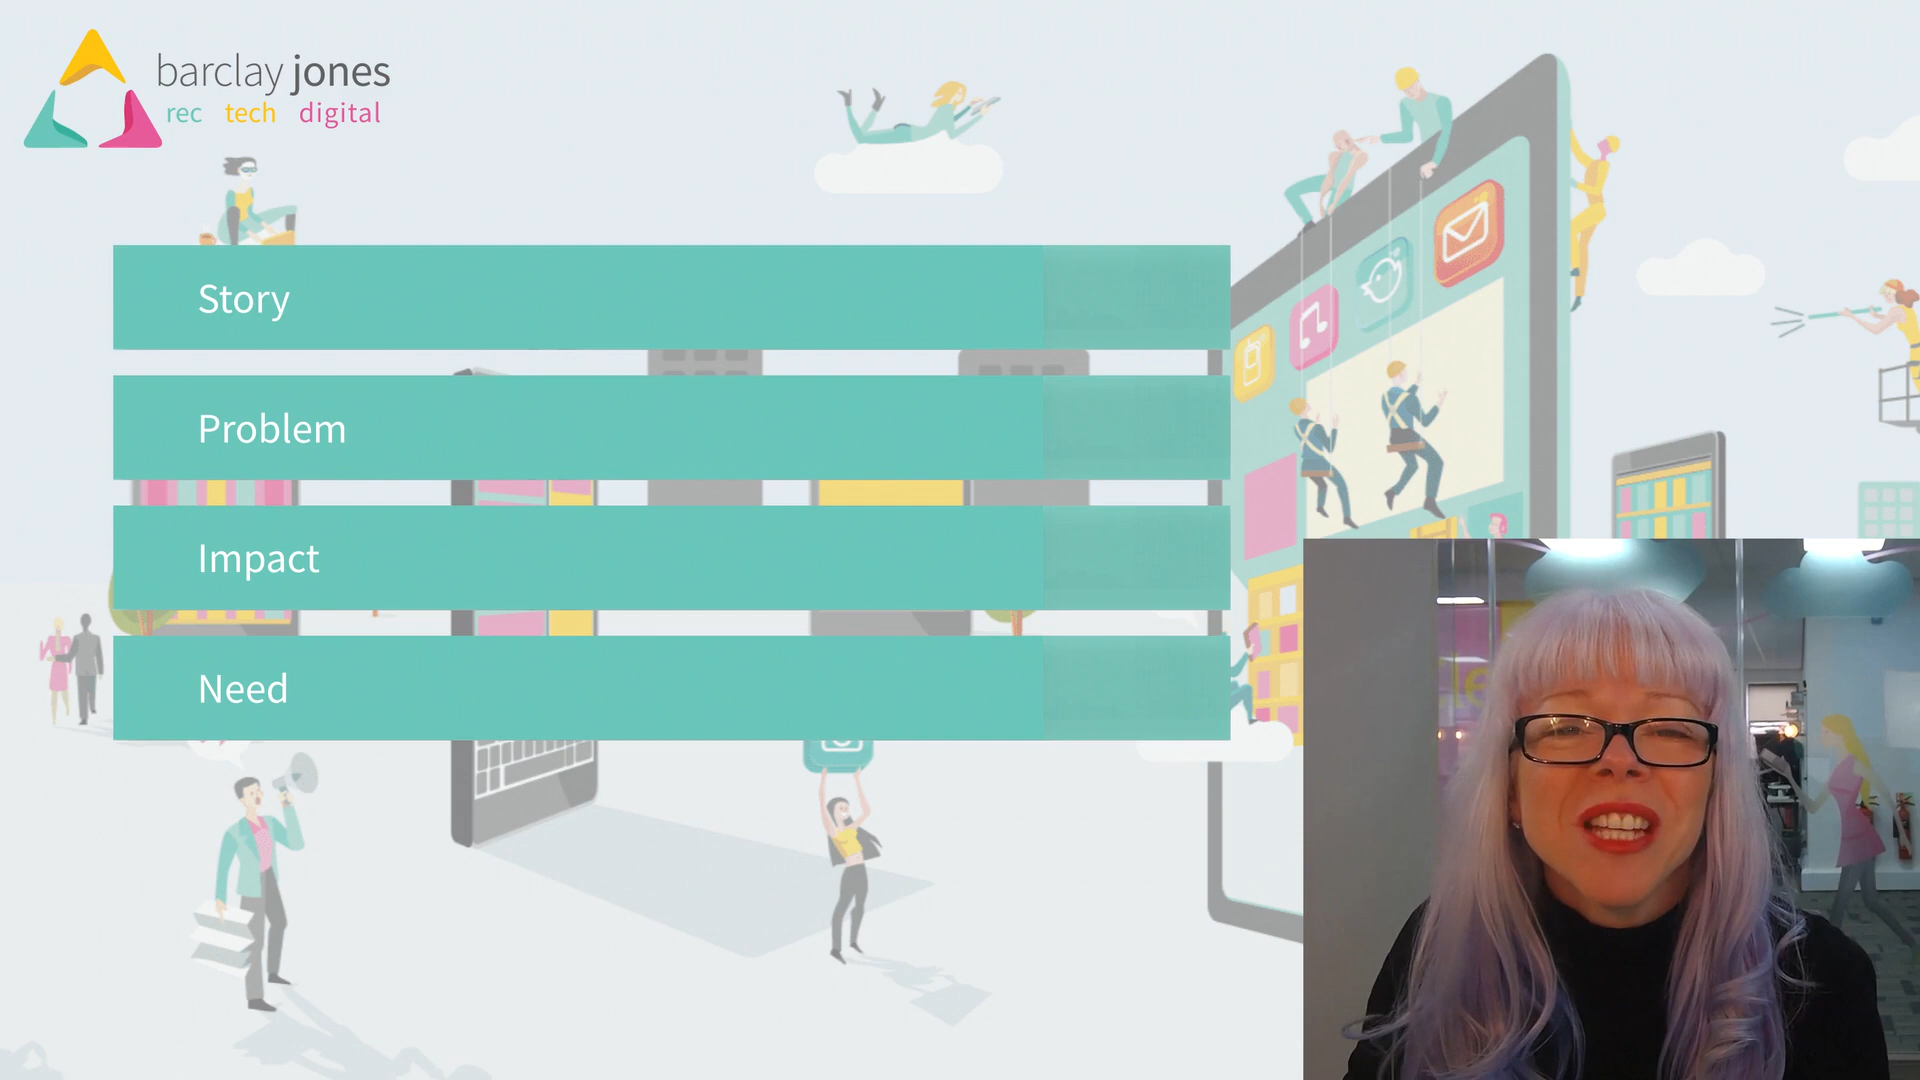 barclay jones
rec tech digital
Story
Problem
Impact
Need